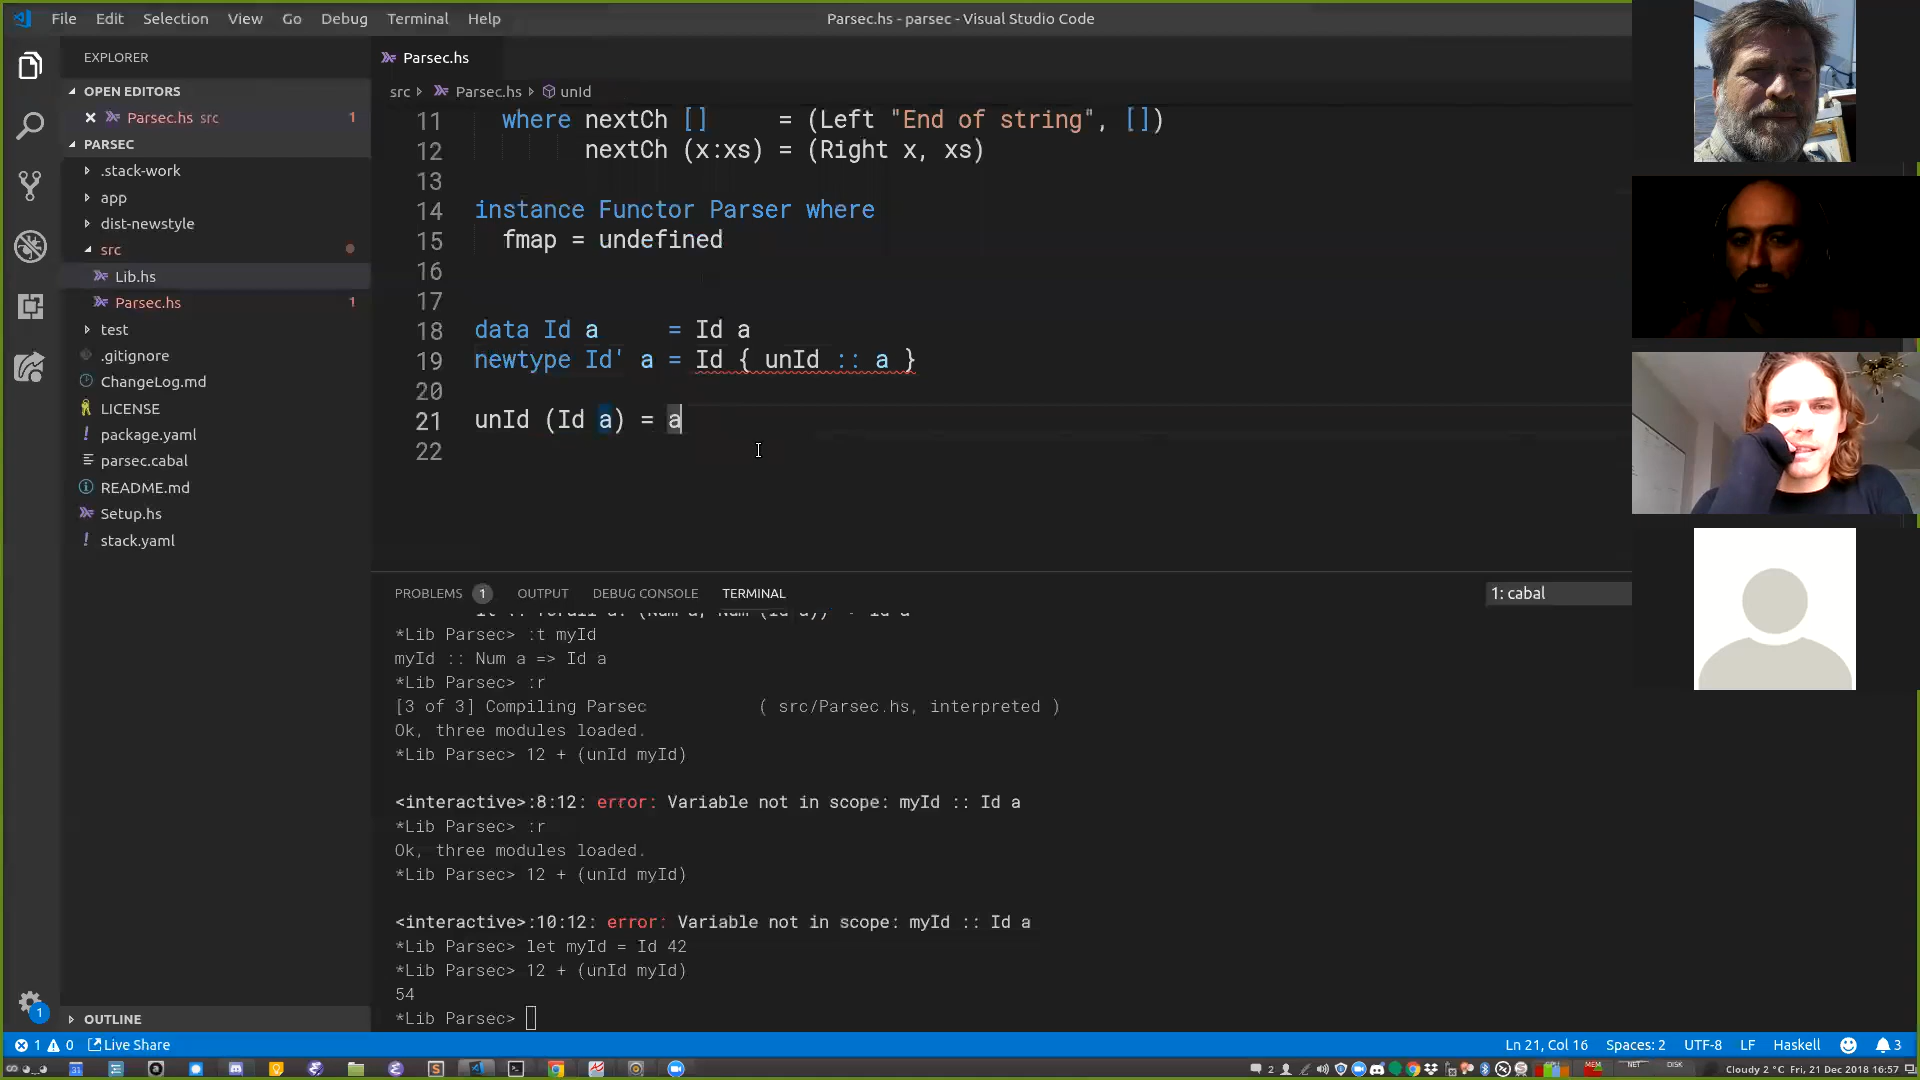 File Edit Selection View Go Debug Terminal Help
Parsec.hs - parsec - Visual Studio Code
EXPLORER
OPEN EDITORS
Parsec.hs src 1
PARSEC
.stack-work
app
dist-newstyle
src
Lib.hs
Parsec.hs 1
test
.gitignore
ChangeLog.md
LICENSE
package.yaml
parsec.cabal
README.md
Setup.hs
stack.yaml
OUTLINE
Parsec.hs
src Parsec.hs unId
11 where nextCh [] = (Left "End of string", [])
12 nextCh (x:xs) = (Right x, xs)
13
14 instance Functor Parser where
15 fmap = undefined
16
17
18 data Id a = Id a
19 newtype Id' a = Id { unId :: a }
20
21 unId (Id a) = a
22
PROBLEMS 1 OUTPUT DEBUG CONSOLE TERMINAL
1: cabal
*Lib Parsec> :t myId
myId :: Num a => Id a
*Lib Parsec> :r
[3 of 3] Compiling Parsec ( src/Parsec.hs, interpreted )
Ok, three modules loaded.
*Lib Parsec> 12 + (unId myId)
<interactive>:8:12: error: Variable not in scope: myId :: Id a
*Lib Parsec> :r
Ok, three modules loaded.
*Lib Parsec> 12 + (unId myId)
<interactive>:10:12: error: Variable not in scope: myId :: Id a
*Lib Parsec> let myId = Id 42
*Lib Parsec> 12 + (unId myId)
54
*Lib Parsec>
1
1 0 Live Share
Ln 21, Col 16 Spaces: 2 UTF-8 LF Haskell 3
2
Cloudy 2 °C Fri, 21 Dec 2018 16:57